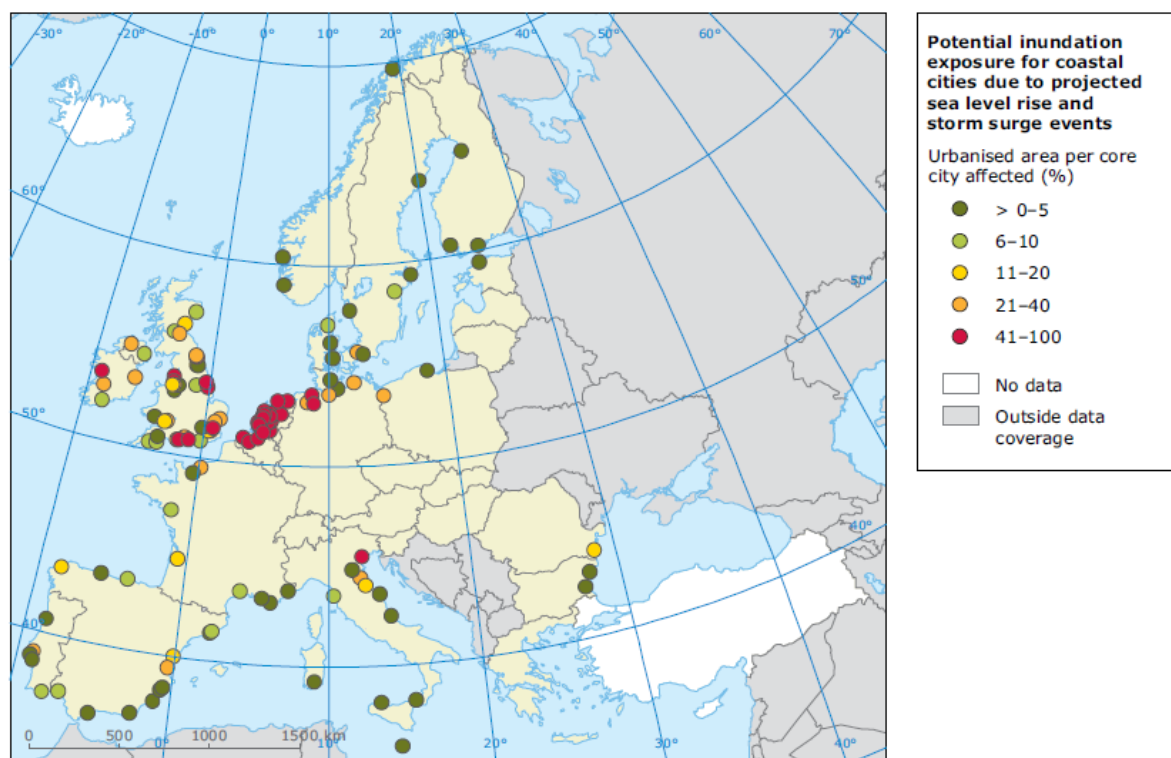 -30°
-20°
-10°
0°
10°
20°
30°
40°
50°
60°
70°
60°
50°
50°
40°
40°
0
500
1000
1500 km
0°
10°
20°
30°
40°
Potential inundation
exposure for coastal
cities due to projected
sea level rise and
storm surge events
Urbanised area per core
city affected (%)
> 0–5
6–10
11–20
21–40
41–100
No data
Outside data
coverage